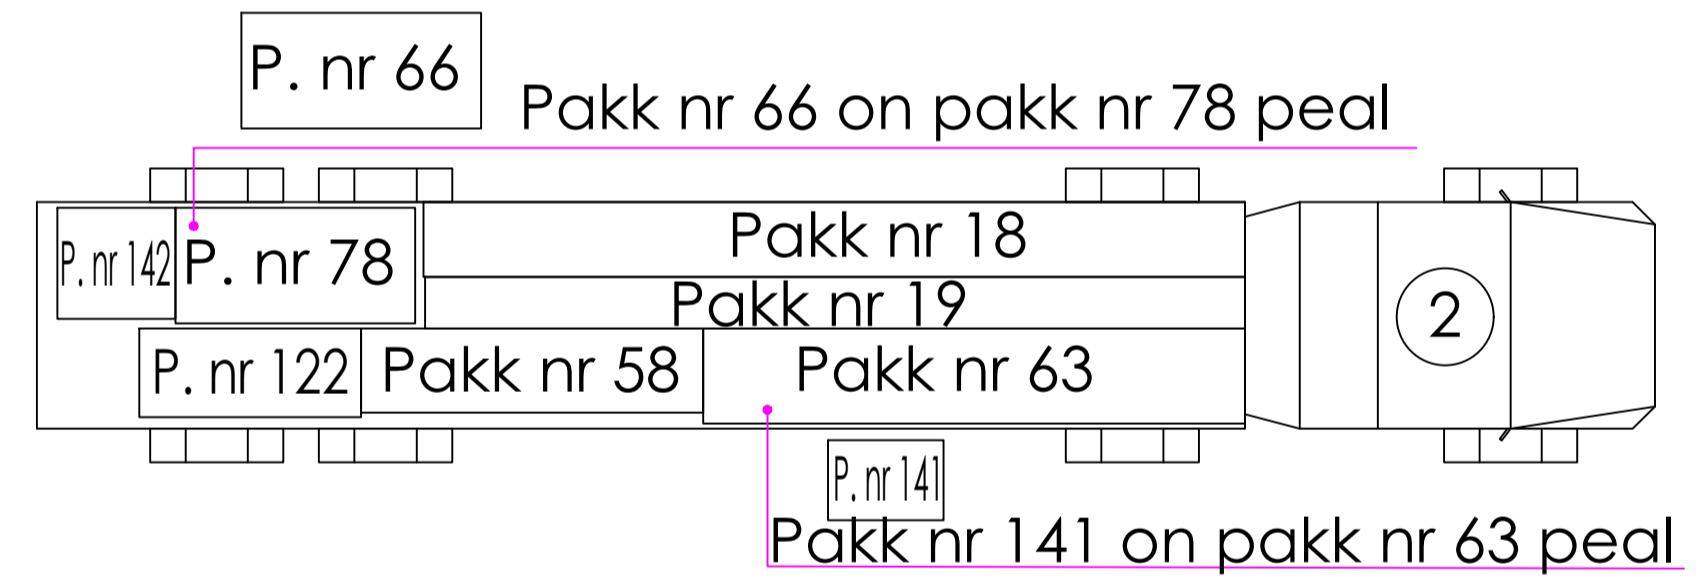 P. nr 66
Pakk nr 66 on pakk nr 78 peal
P. nr 142
P. nr 78
Pakk nr 18
Pakk nr 19
2
P. nr 122
Pakk nr 58
Pakk nr 63
P. nr 141
Pakk nr 141 on pakk nr 63 peal